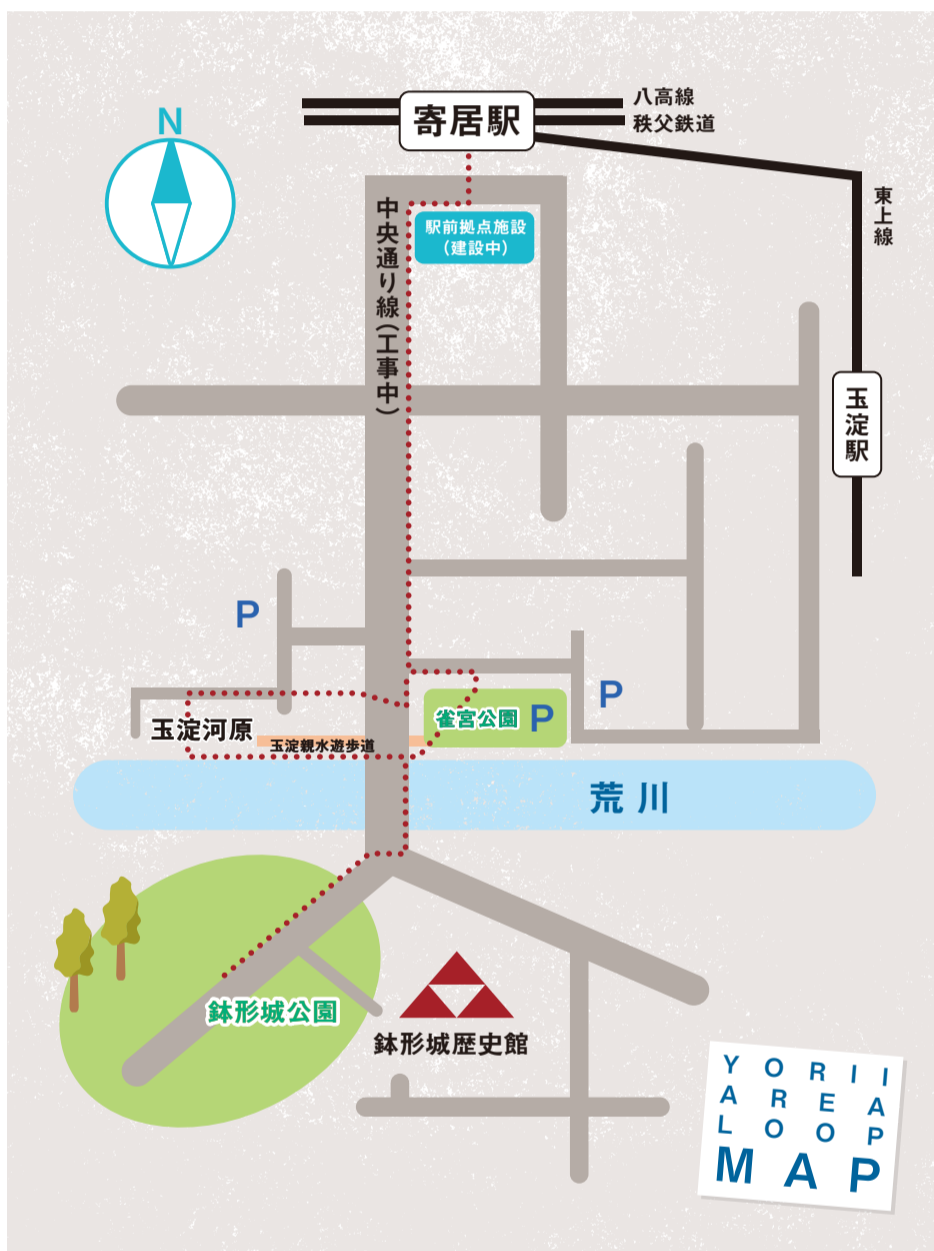 N
寄居駅
八高線
秩父鉄道
東上線
中央通り線(工事中)
駅前拠点施設
(建設中)
玉淀駅
P
P
玉淀河原
雀宮公園 P
玉淀親水遊歩道
荒川
鉢形城公園
鉢形城歴史館
YORII
AREA
LOOP
MAP